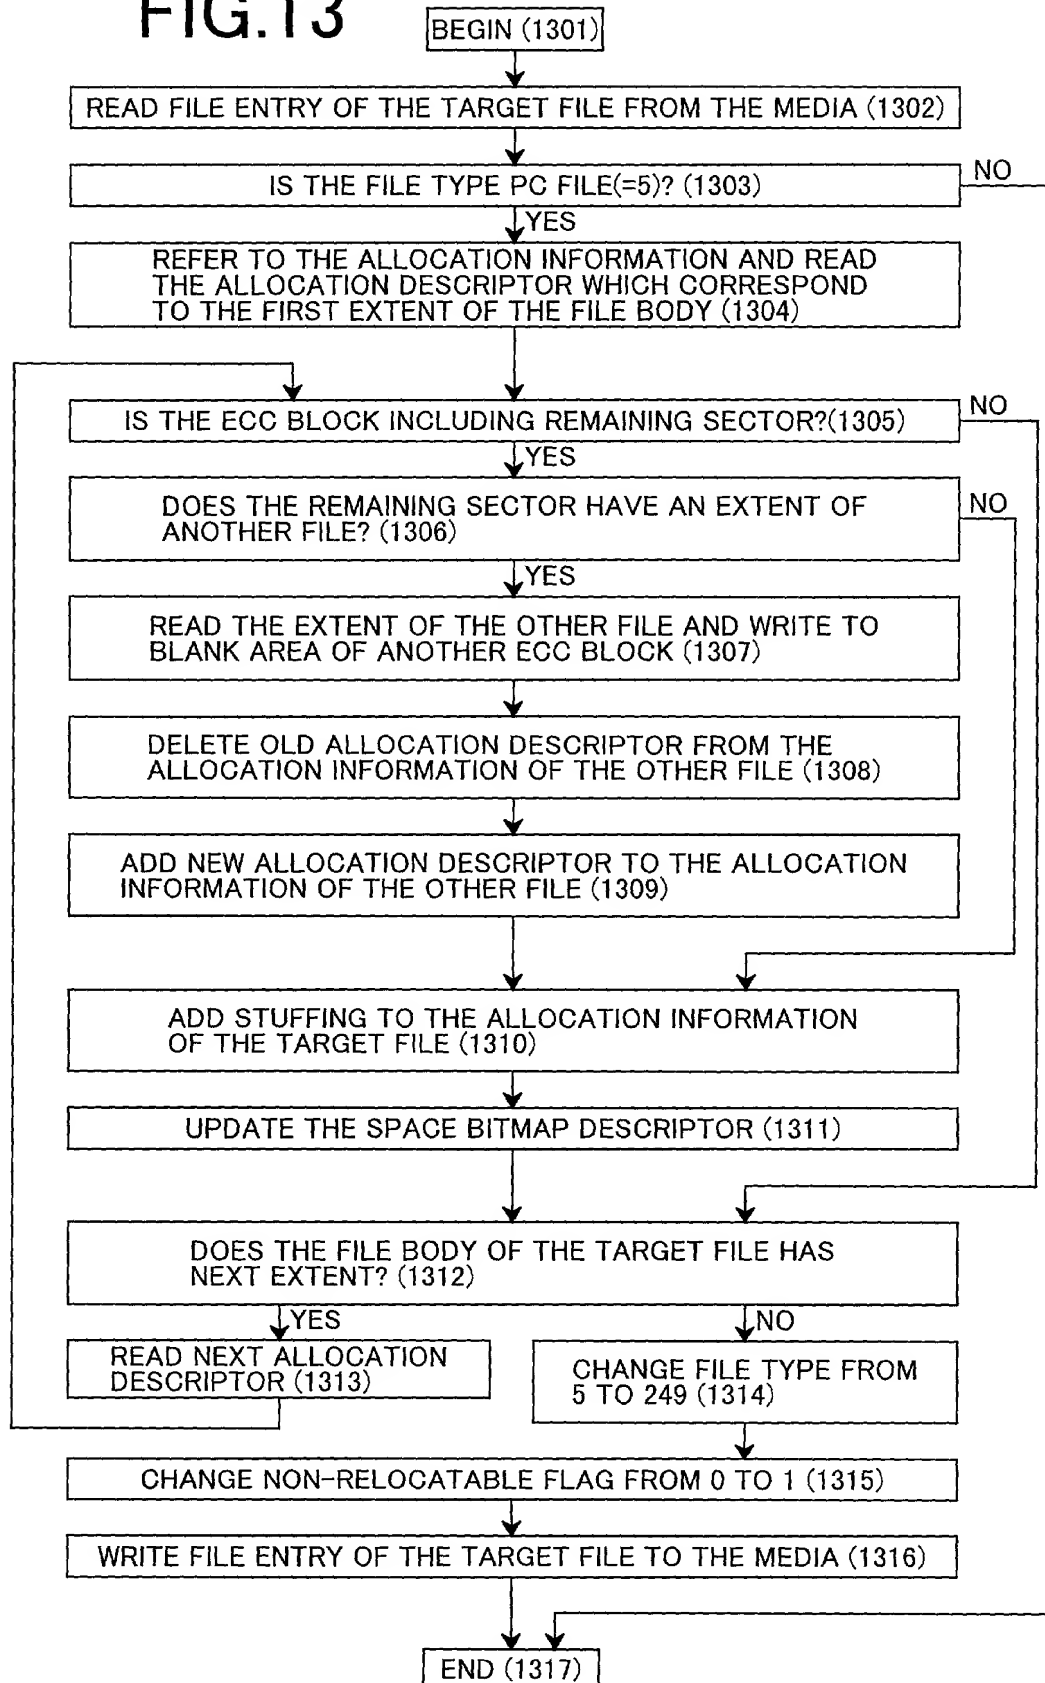 FIG.13
BEGIN (1301)
READ FILE ENTRY OF THE TARGET FILE FROM THE MEDIA (1302)
IS THE FILE TYPE PC FILE(=5)? (1303)
NO
YES
REFER TO THE ALLOCATION INFORMATION AND READ
THE ALLOCATION DESCRIPTOR WHICH CORRESPOND
TO THE FIRST EXTENT OF THE FILE BODY (1304)
IS THE ECC BLOCK INCLUDING REMAINING SECTOR?(1305)
NO
YES
DOES THE REMAINING SECTOR HAVE AN EXTENT OF
ANOTHER FILE? (1306)
NO
YES
READ THE EXTENT OF THE OTHER FILE AND WRITE TO
BLANK AREA OF ANOTHER ECC BLOCK (1307)
DELETE OLD ALLOCATION DESCRIPTOR FROM THE
ALLOCATION INFORMATION OF THE OTHER FILE (1308)
ADD NEW ALLOCATION DESCRIPTOR TO THE ALLOCATION
INFORMATION OF THE OTHER FILE (1309)
ADD STUFFING TO THE ALLOCATION INFORMATION
OF THE TARGET FILE (1310)
UPDATE THE SPACE BITMAP DESCRIPTOR (1311)
DOES THE FILE BODY OF THE TARGET FILE HAS
NEXT EXTENT? (1312)
YES
NO
READ NEXT ALLOCATION
DESCRIPTOR (1313)
CHANGE FILE TYPE FROM
5 TO 249 (1314)
CHANGE NON-RELOCATABLE FLAG FROM 0 TO 1 (1315)
WRITE FILE ENTRY OF THE TARGET FILE TO THE MEDIA (1316)
END (1317)